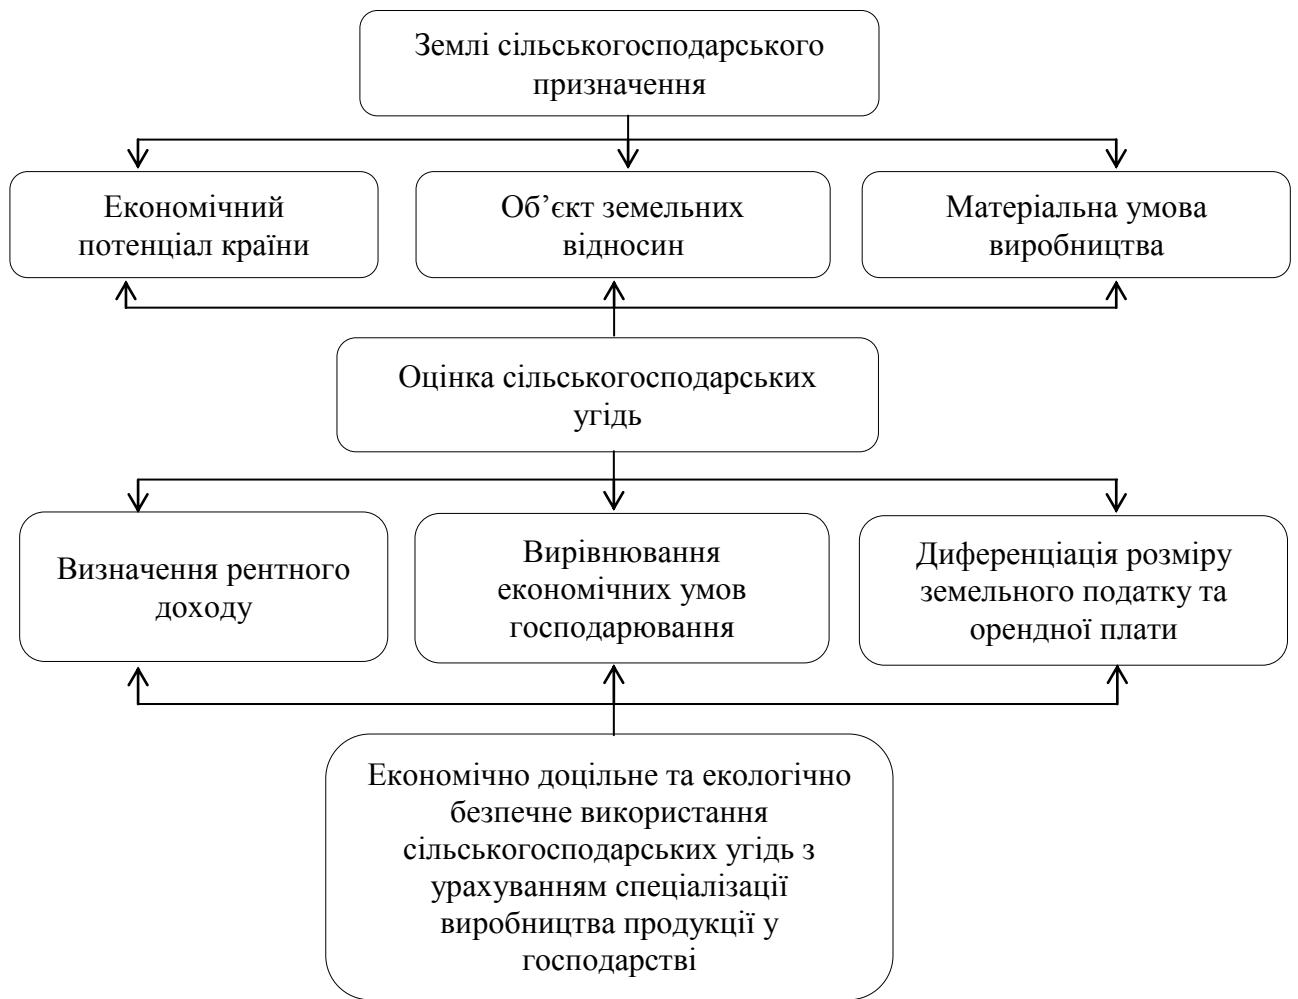 Землі сільськогосподарського
призначення
Економічний
потенціал країни
Об’єкт земельних
відносин
Матеріальна умова
виробництва
Оцінка сільськогосподарських
угідь
Визначення рентного
доходу
Вирівнювання
економічних умов
господарювання
Диференціація розміру
земельного податку та
орендної плати
Економічно доцільне та екологічно
безпечне використання
сільськогосподарських угідь з
урахуванням спеціалізації
виробництва продукції у
господарстві